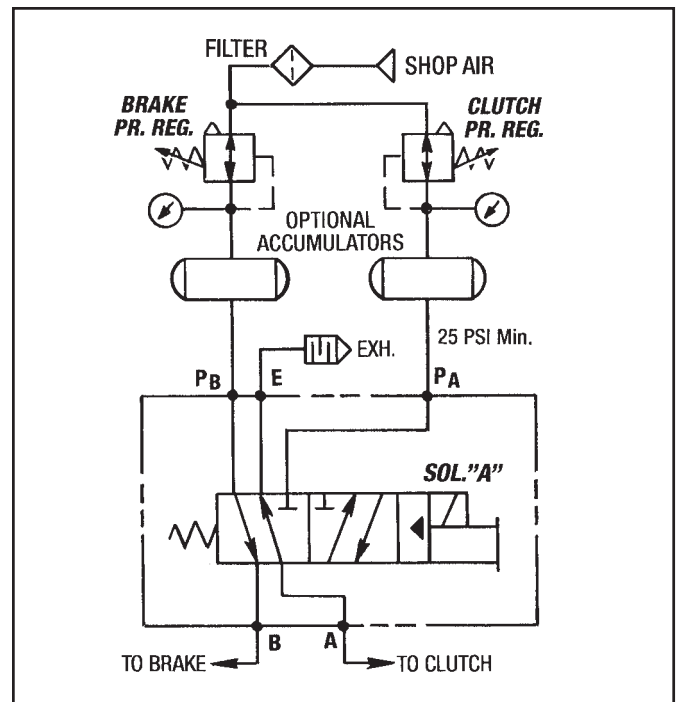 FILTER
SHOP AIR
BRAKE
PR. REG.
CLUTCH
PR. REG.
OPTIONAL
ACCUMULATORS
25 PSI Min.
EXH.
PB
E
PA
SOL."A"
B
A
TO BRAKE
TO CLUTCH